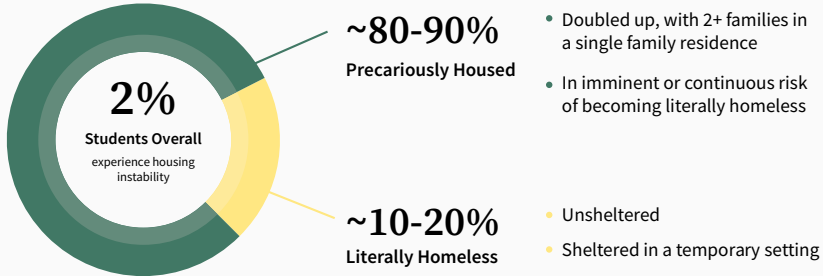 2%
Students Overall
experience housing
instability
~80-90%
Precariously Housed
• Doubled up, with 2+ families in
a single family residence
• In imminent or continuous risk
of becoming literally homeless
~10-20%
Literally Homeless
• Unsheltered
• Sheltered in a temporary setting